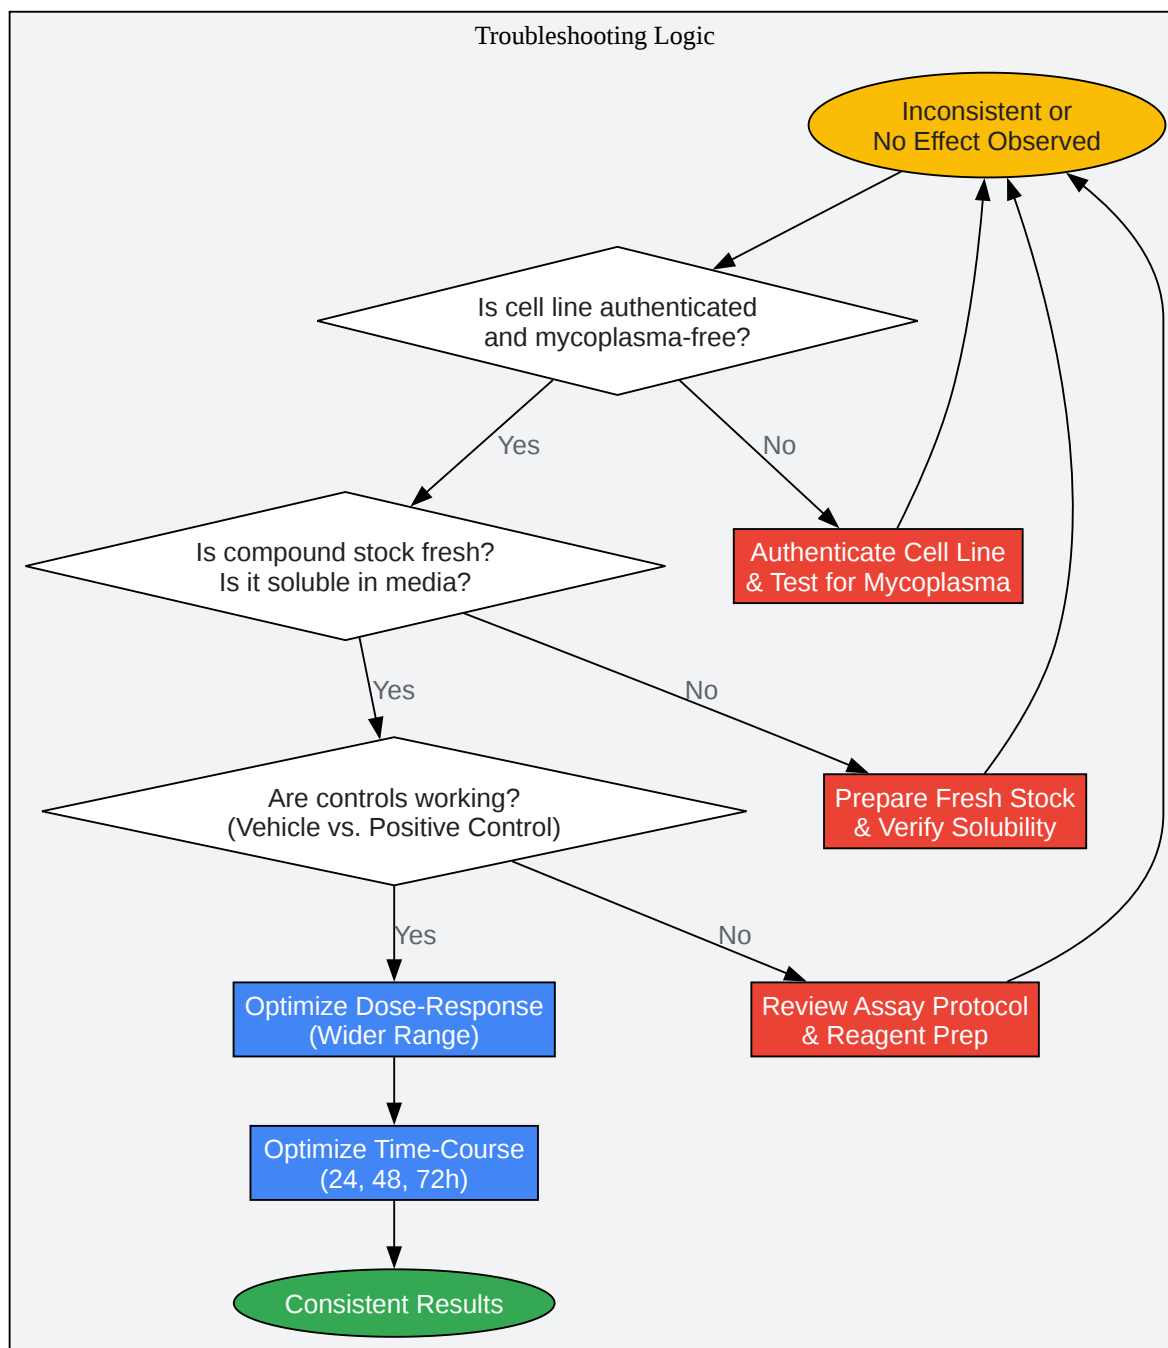 Troubleshooting Logic
Inconsistent or
No Effect Observed
Is cell line authenticated
and mycoplasma-free?
Yes
No
Is compound stock fresh?
Is it soluble in media?
Authenticate Cell Line
& Test for Mycoplasma
Yes
No
Are controls working?
(Vehicle vs. Positive Control)
Prepare Fresh Stock
& Verify Solubility
Yes
No
Optimize Dose-Response
(Wider Range)
Review Assay Protocol
& Reagent Prep
Optimize Time-Course
(24, 48, 72h)
Consistent Results